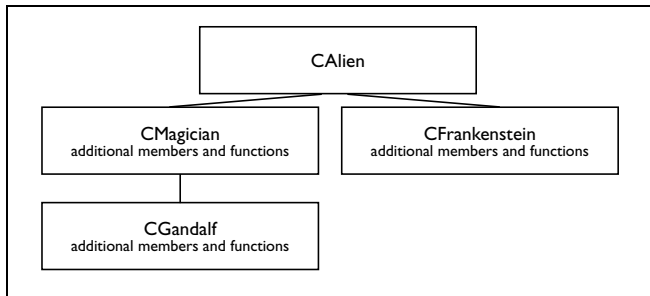 CAlien
CMagician
additional members and functions
CFrankenstein
additional members and functions
CGandalf
additional members and functions